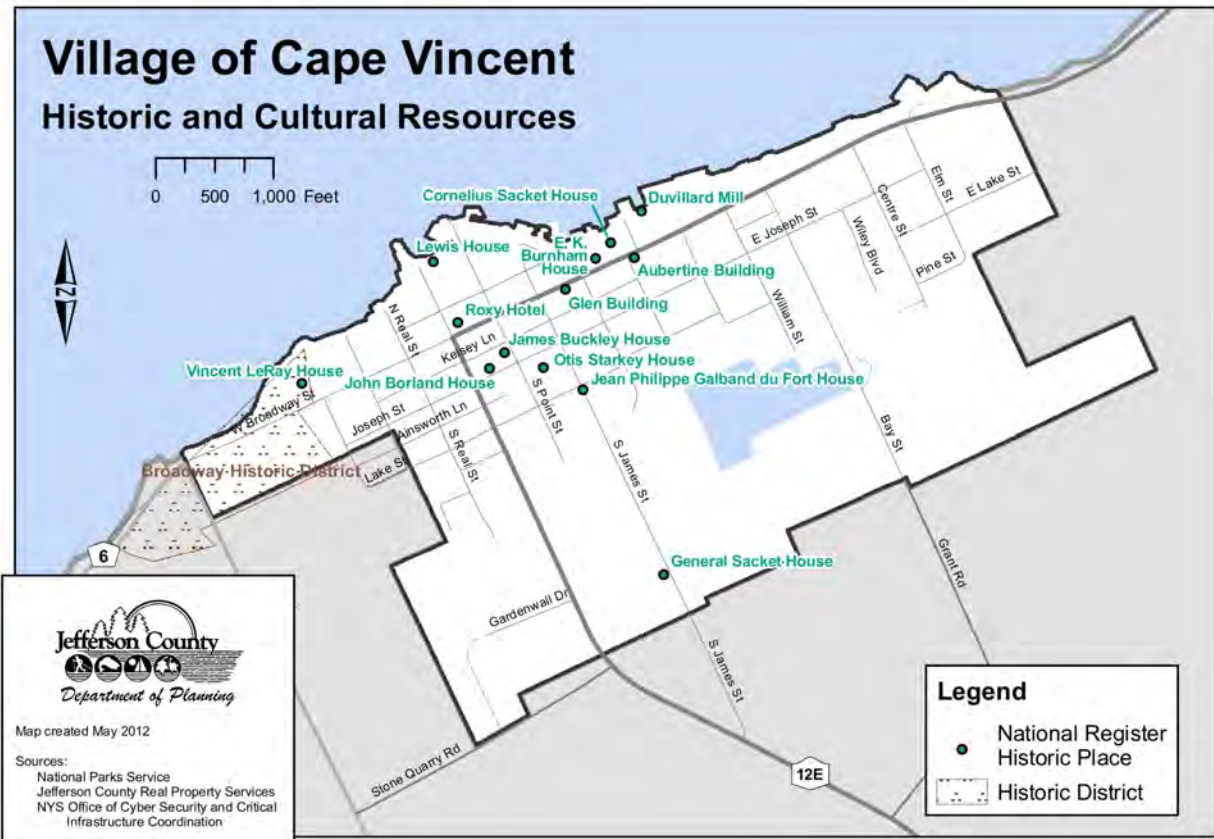 Village of Cape Vincent
Historic and Cultural Resources
0 500 1,000 Feet
N
Cornelius Sacket House
Duvillard Mill
Lewis House
E. K.
Burnham
House
Aubertine Building
Glen Building
Roxy Hotel
James Buckley House
Otis Starkey House
John Borland House
Jean Philippe Galband du Fort House
Vincent LeRay House
General Sacket House
Broadway Historic District
Elm St
E Lake St
Centre St
E Joseph St
Wiley Blvd
Pine St
William St
N Real St
Kelsey Ln
W Broadway St
Joseph St
Ainsworth Ln
S Point St
Lake St
S Real St
S James St
Bay St
Grant Rd
Gardenwall Dr
S James St
Stone Quarry Rd
6
12E
Jefferson County
Department of Planning
Map created May 2012
Sources:
National Parks Service
Jefferson County Real Property Services
NYS Office of Cyber Security and Critical
Infrastructure Coordination
Legend
National Register
Historic Place
Historic District